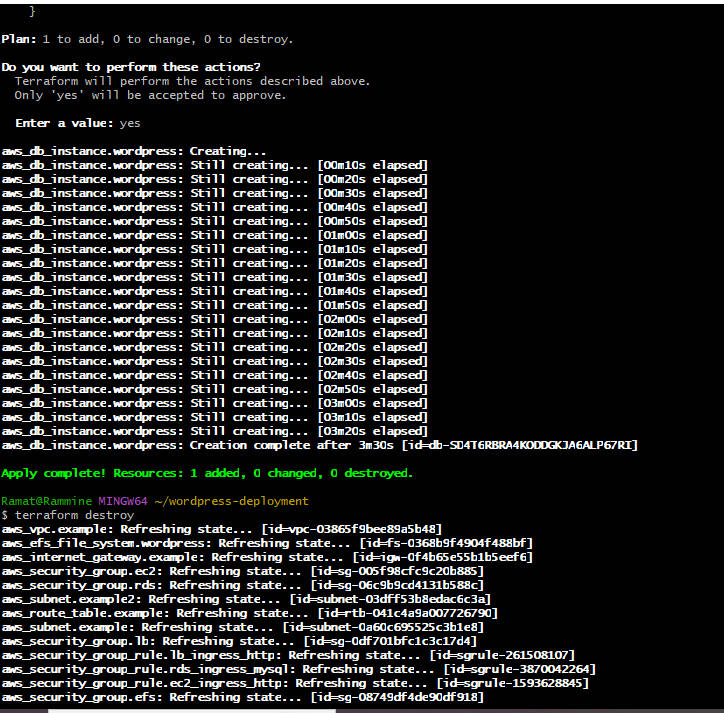 }
Plan: 1 to add, 0 to change, 0 to destroy.
Do you want to perform these actions?
Terraform will perform the actions described above.
Only 'yes' will be accepted to approve.
Enter a value: yes
aws_db_instance.wordpress: Creating...
aws_db_instance.wordpress: Still creating... [00m10s elapsed]
aws_db_instance.wordpress: Still creating... [00m20s elapsed]
aws_db_instance.wordpress: Still creating... [00m30s elapsed]
aws_db_instance.wordpress: Still creating... [00m40s elapsed]
aws_db_instance.wordpress: Still creating... [00m50s elapsed]
aws_db_instance.wordpress: Still creating... [01m00s elapsed]
aws_db_instance.wordpress: Still creating... [01m10s elapsed]
aws_db_instance.wordpress: Still creating... [01m20s elapsed]
aws_db_instance.wordpress: Still creating... [01m30s elapsed]
aws_db_instance.wordpress: Still creating... [01m40s elapsed]
aws_db_instance.wordpress: Still creating... [01m50s elapsed]
aws_db_instance.wordpress: Still creating... [02m00s elapsed]
aws_db_instance.wordpress: Still creating... [02m10s elapsed]
aws_db_instance.wordpress: Still creating... [02m20s elapsed]
aws_db_instance.wordpress: Still creating... [02m30s elapsed]
aws_db_instance.wordpress: Still creating... [02m40s elapsed]
aws_db_instance.wordpress: Still creating... [02m50s elapsed]
aws_db_instance.wordpress: Still creating... [03m00s elapsed]
aws_db_instance.wordpress: Still creating... [03m10s elapsed]
aws_db_instance.wordpress: Still creating... [03m20s elapsed]
aws_db_instance.wordpress: Creation complete after 3m30s [id=db-SD4T6RBRA4KODDGKJA6ALP67RI]
Apply complete! Resources: 1 added, 0 changed, 0 destroyed.
Ramat@Rammine MINGW64 ~/wordpress-deployment
$ terraform destroy
aws_vpc.example: Refreshing state... [id=vpc-03865f9bee89a5b48]
aws_efs_file_system.wordpress: Refreshing state... [id=fs-0368b9f4904f488bf]
aws_internet_gateway.example: Refreshing state... [id=igw-0f4b65e55b1b5eef6]
aws_security_group.ec2: Refreshing state... [id=sg-005f98cfc9c20b885]
aws_security_group.rds: Refreshing state... [id=sg-06c9b9cd4131b588c]
aws_subnet.example2: Refreshing state... [id=subnet-03dff53b8edac6c3a]
aws_route_table.example: Refreshing state... [id=rtb-041c4a9a007726790]
aws_subnet.example: Refreshing state... [id=subnet-0a60c695525c3b1e8]
aws_security_group.lb: Refreshing state... [id=sg-0df701bfc1c3c17d4]
aws_security_group_rule.lb_ingress_http: Refreshing state... [id=sgrule-261508107]
aws_security_group_rule.rds_ingress_mysql: Refreshing state... [id=sgrule-3870042264]
aws_security_group_rule.ec2_ingress_http: Refreshing state... [id=sgrule-1593628845]
aws_security_group.efs: Refreshing state... [id=sg-08749df4de90df918]